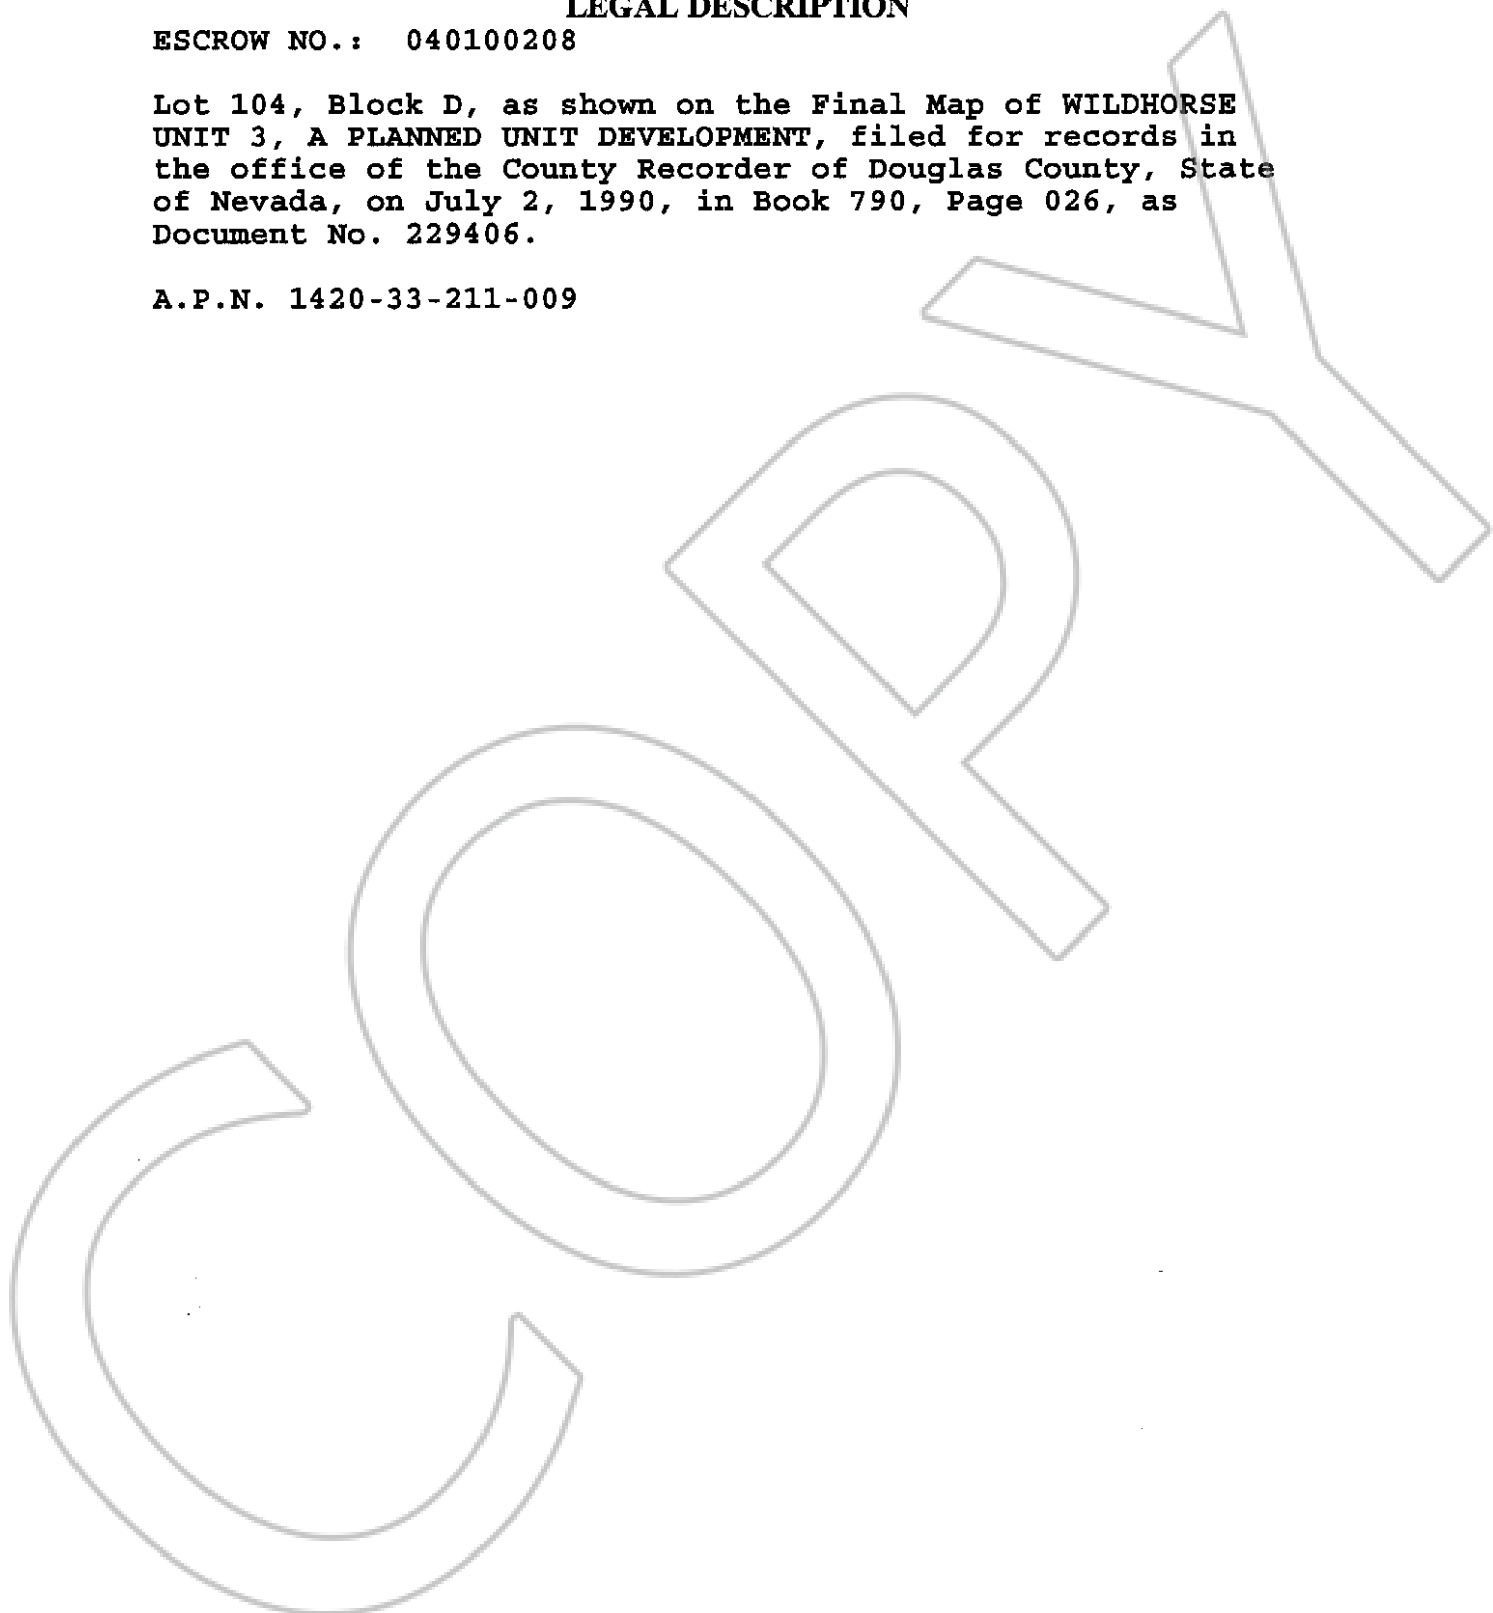 LEGAL DESCRIPTION
ESCROW NO.: 040100208
Lot 104, Block D, as shown on the Final Map of WILDHORSE
UNIT 3, A PLANNED UNIT DEVELOPMENT, filed for records in
the office of the County Recorder of Douglas County, State
of Nevada, on July 2, 1990, in Book 790, Page 026, as
Document No. 229406.
A.P.N. 1420-33-211-009
COPY